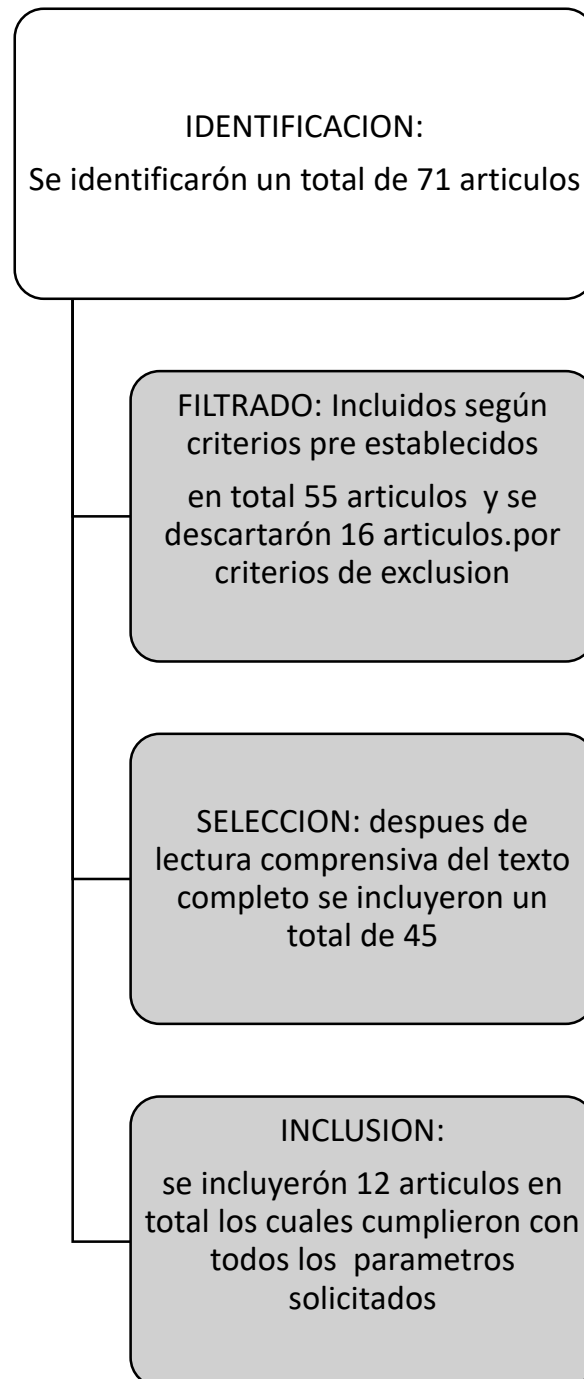 IDENTIFICACION:
Se identificarón un total de 71 articulos
FILTRADO: Incluidos según
criterios pre establecidos
en total 55 articulos y se
descartarón 16 articulos.por
criterios de exclusion
SELECCION: despues de
lectura comprensiva del texto
completo se incluyeron un
total de 45
INCLUSION:
se incluyerón 12 articulos en
total los cuales cumplieron con
todos los parametros
solicitados